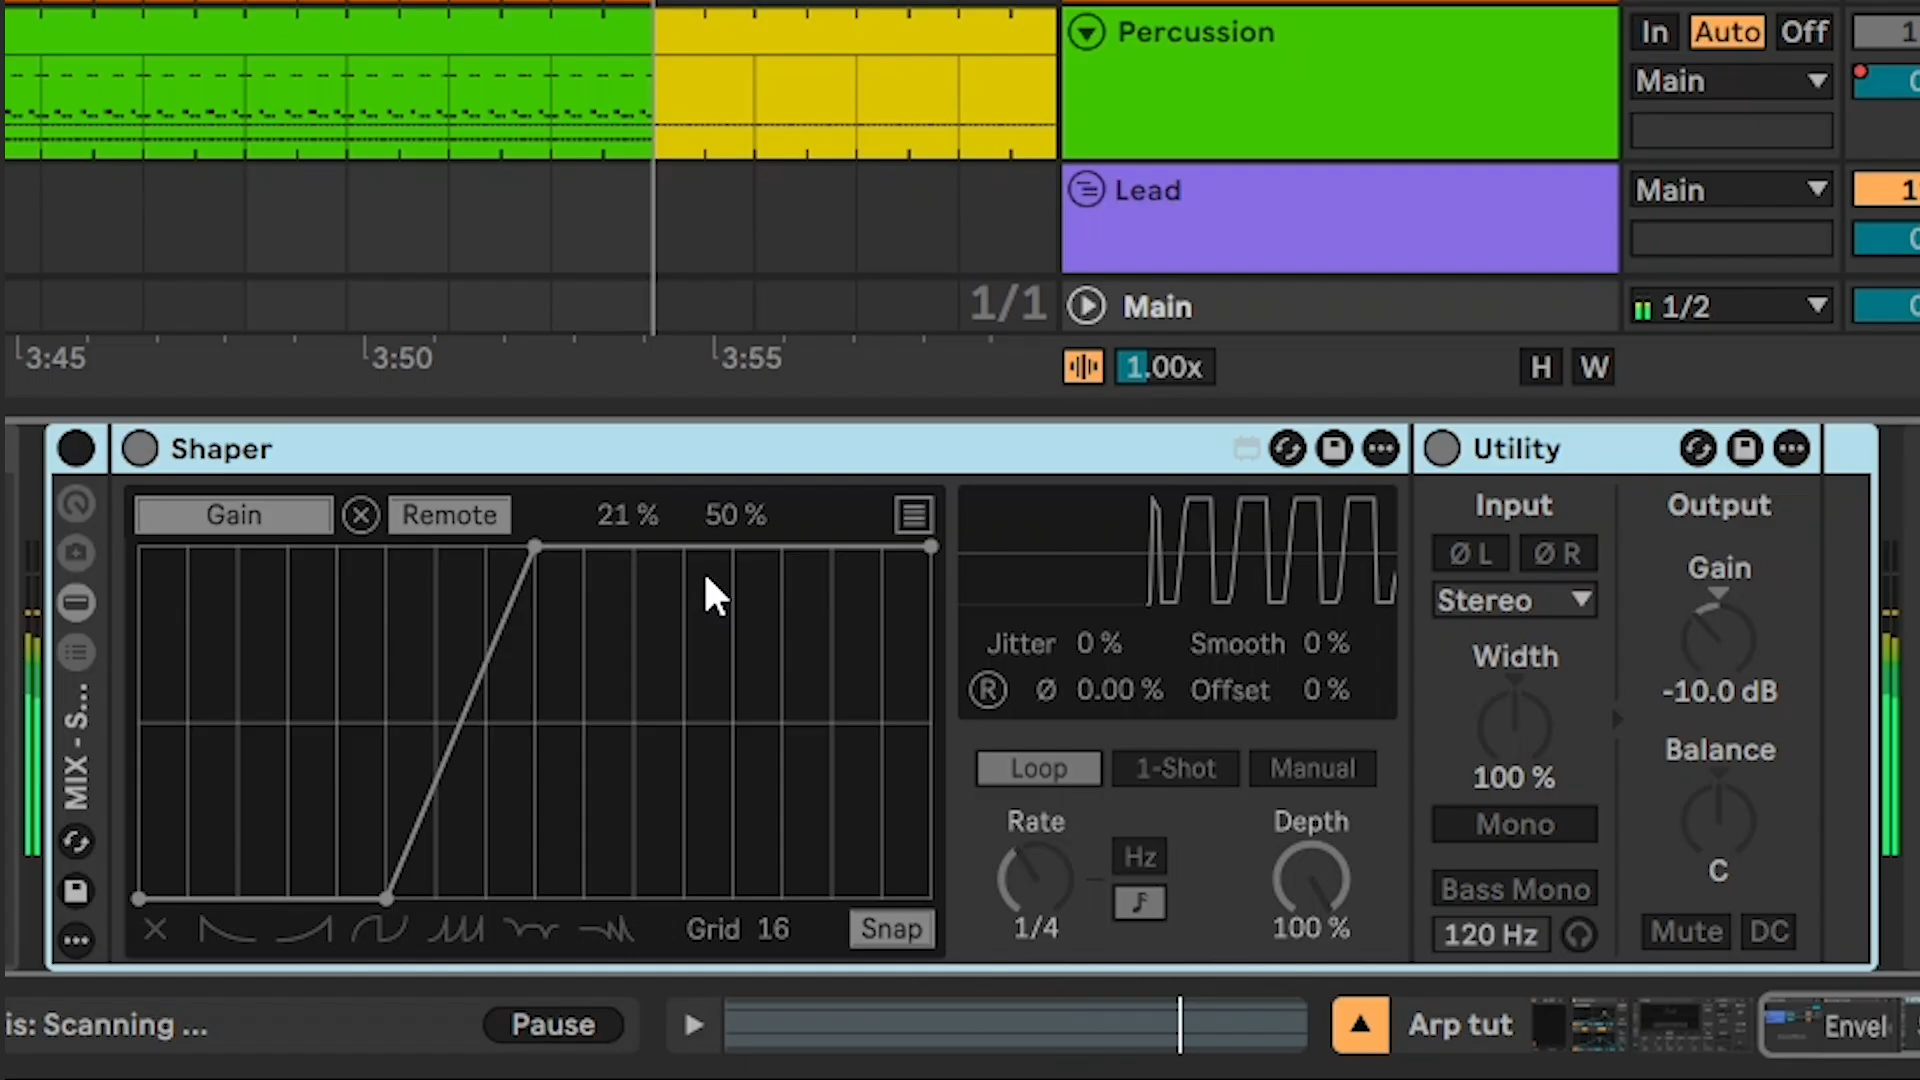 Percussion
In Auto Off
Main
Lead
Main
1/1
Main
1/2
3:45
3:50
3:55
1.00x
H W
Shaper
Utility
Gain
Remote
21 %
50 %
Input
Output
Ø L
Ø R
Stereo
Gain
-10.0 dB
Jitter 0 %
Smooth 0 %
R Ø 0.00 %
Offset 0 %
Width
100 %
Balance
C
Loop
1-Shot
Manual
Mono
Rate
1/4
Hz
Depth
100 %
Bass Mono
120 Hz
Mute
DC
MIX - S...
Grid 16
Snap
is: Scanning ...
Pause
Arp tut
Envel